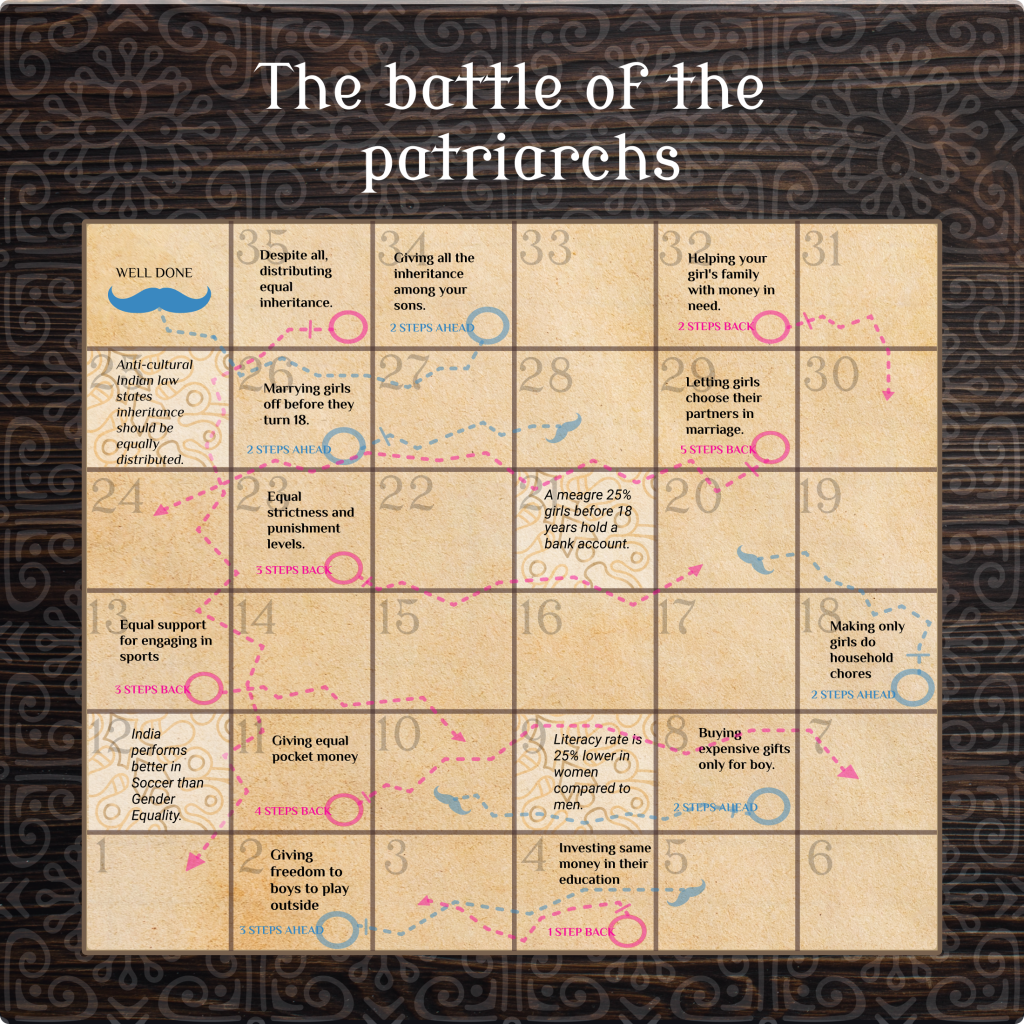 The battle of the
patriarchs
WELL DONE
35
Despite all,
distributing
equal
inheritance.
34
Giving all the
inheritance
among your
sons.
2 STEPS AHEAD
33
32
Helping your
girl's family
with money in
need.
2 STEPS BACK
31
25
Anti-cultural
Indian law
states
inheritance
should be
equally
distributed.
26
Marrying girls
off before they
turn 18.
2 STEPS AHEAD
27
28
29
Letting girls
choose their
partners in
marriage.
5 STEPS BACK
30
24
23
Equal
strictness and
punishment
levels.
3 STEPS BACK
22
21
A meagre 25%
girls before 18
years hold a
bank account.
20
19
13
Equal support
for engaging in
sports
3 STEPS BACK
14
15
16
17
18
Making only
girls do
household
chores
2 STEPS AHEAD
12
India
performs
better in
Soccer than
Gender
Equality.
11
Giving equal
pocket money
4 STEPS BACK
10
9
Literacy rate is
25% lower in
women
compared to
men.
8
Buying
expensive gifts
only for boy.
2 STEPS AHEAD
7
1
2
Giving
freedom to
boys to play
outside
3 STEPS AHEAD
3
4
Investing same
money in their
education
1 STEP BACK
5
6